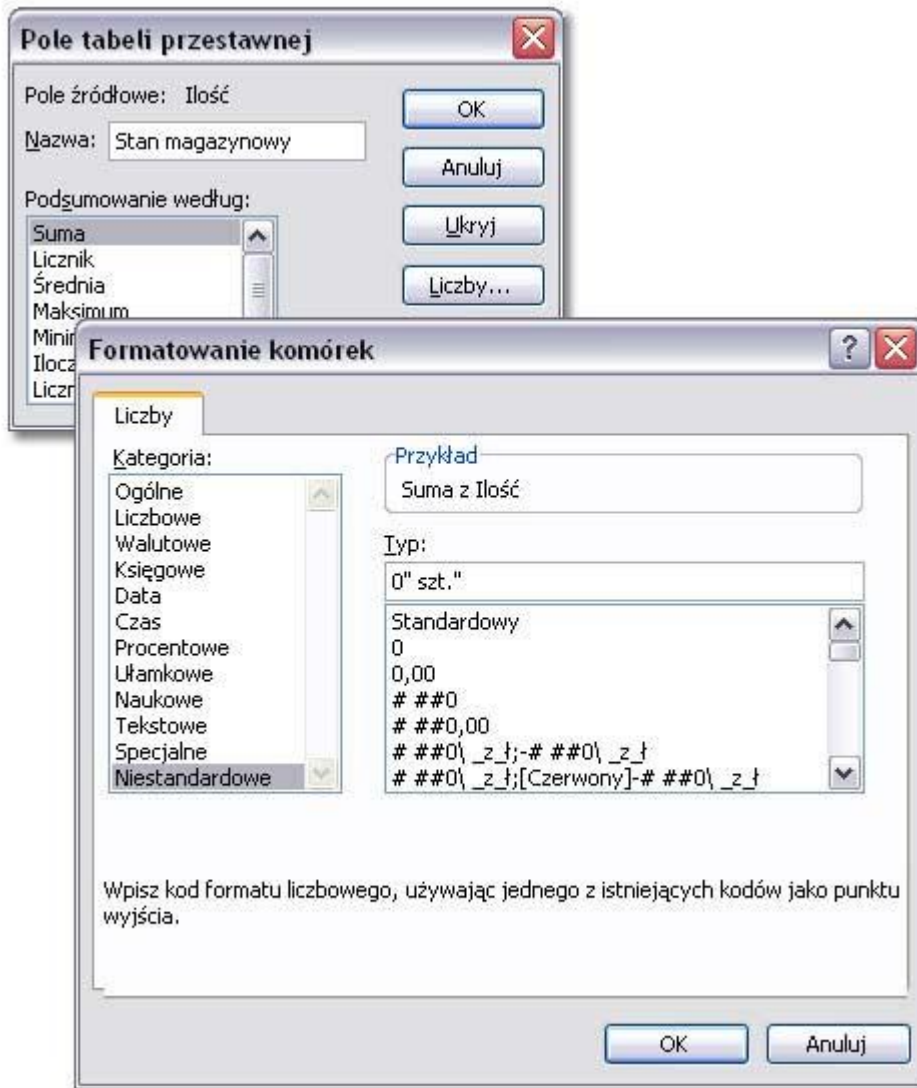 Pole tabeli przestawnej
Pole źródłowe: Ilość
OK
Nazwa: Stan magazynowy
Anuluj
Podsumowanie według:
Ukryj
Suma
Licznik
Średnia
Liczby...
Maksimum
Formatowanie komórek
Liczby
Kategoria:
Ogólne
Liczbowe
Walutowe
Księgowe
Data
Czas
Procentowe
Ułamkowe
Naukowe
Tekstowe
Specjalne
Niestandardowe
Przykład
Suma z Ilość
Typ:
0" szt."
Standardowy
0
0,00
# ##0
# ##0,00
# ##0\ _z_ł;-# ##0\ _z_ł
# ##0\ _z_ł;[Czerwony]-# ##0\ _z_ł
Wpisz kod formatu liczbowego, używając jednego z istniejących kodów jako punktu
wyjścia.
OK
Anuluj